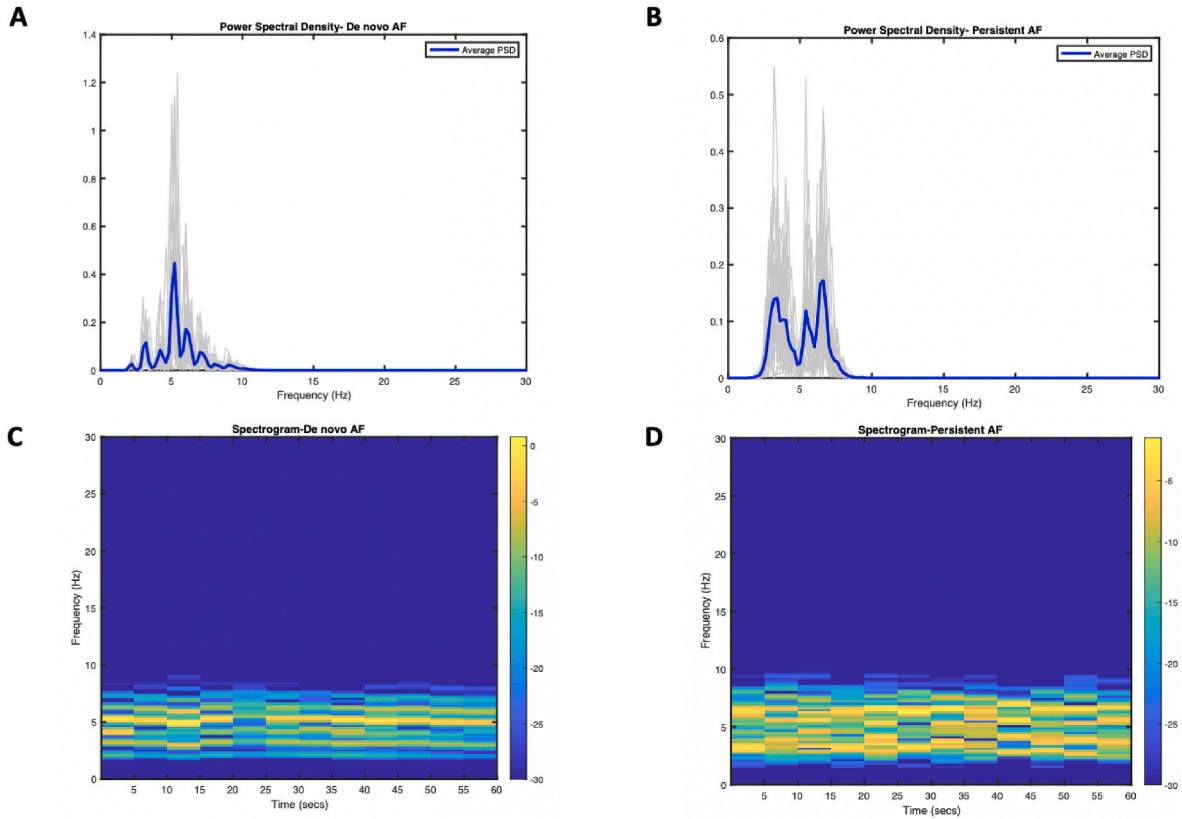 A
Power Spectral Density- De novo AF
Average PSD
1.4
1.2
1
0.8
0.6
0.4
0.2
0
0 5 10 15 20 25 30
Frequency (Hz)
B
Power Spectral Density- Persistent AF
Average PSD
0.6
0.5
0.4
0.3
0.2
0.1
0
0 5 10 15 20 25 30
Frequency (Hz)
C
Spectrogram-De novo AF
30
25
20
15
10
5
0
Frequency (Hz)
5 10 15 20 25 30 35 40 45 50 55 60
Time (secs)
0
-5
-10
-15
-20
-25
-30
D
Spectrogram-Persistent AF
30
25
20
15
10
5
0
Frequency (Hz)
5 10 15 20 25 30 35 40 45 50 55 60
Time (secs)
-5
-10
-15
-20
-25
-30